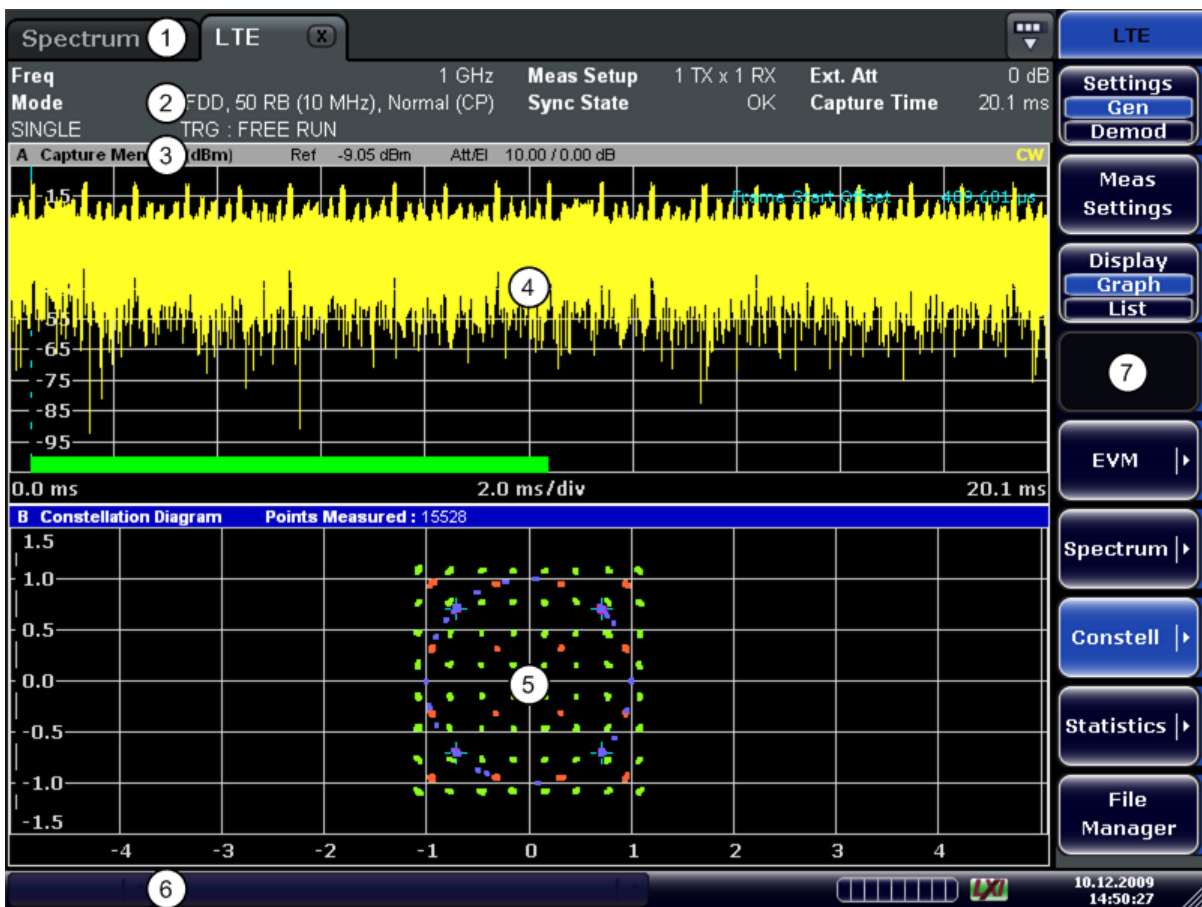 Spectrum 1 LTE X
LTE
Freq 1 GHz Meas Setup 1 TX x 1 RX Ext. Att 0 dB
Mode 2 FDD, 50 RB (10 MHz), Normal (CP) Sync State OK Capture Time 20.1 ms
SINGLE TRG : FREE RUN
Settings
Gen
Demod
A Capture Mem 3 (dBm) Ref -9.05 dBm Att/El 10.00 / 0.00 dB CW
-15
Frame Start Offset 489.601 µs
4
-55
-65
-75
-85
-95
0.0 ms 2.0 ms/div 20.1 ms
Meas
Settings
Display
Graph
List
7
EVM
B Constellation Diagram Points Measured : 15528
1.5
1.0
0.5
0.0
-0.5
-1.0
-1.5
5
-4 -3 -2 -1 0 1 2 3 4
Spectrum
Constell
Statistics
File
Manager
6
LXI
10.12.2009
14:50:27